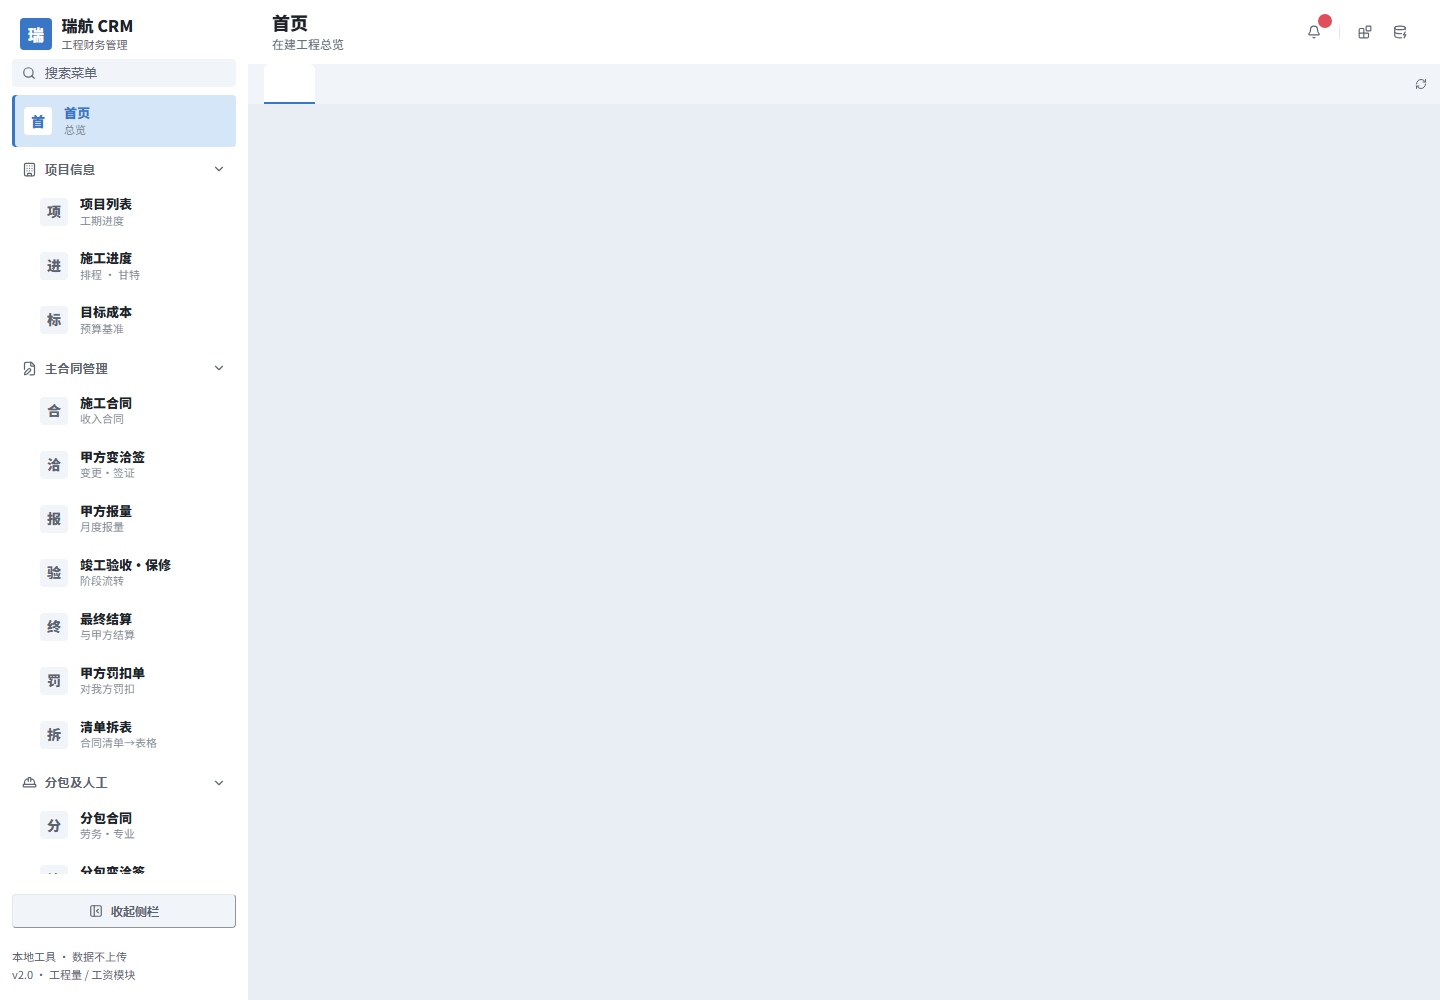 瑞
瑞航 CRM
工程财务管理
搜索菜单
首
首页
总览
项目信息
项
项目列表
工期进度
进
施工进度
排程 · 甘特
标
目标成本
预算基准
主合同管理
合
施工合同
收入合同
洽
甲方变洽签
变更·签证
报
甲方报量
月度报量
验
竣工验收·保修
阶段流转
终
最终结算
与甲方结算
罚
甲方罚扣单
对我方罚扣
拆
清单拆表
合同清单→表格
分包及人工
分
分包合同
劳务·专业
分包变洽签
收起侧栏
本地工具 · 数据不上传
v2.0 · 工程量 / 工资模块
首页
在建工程总览